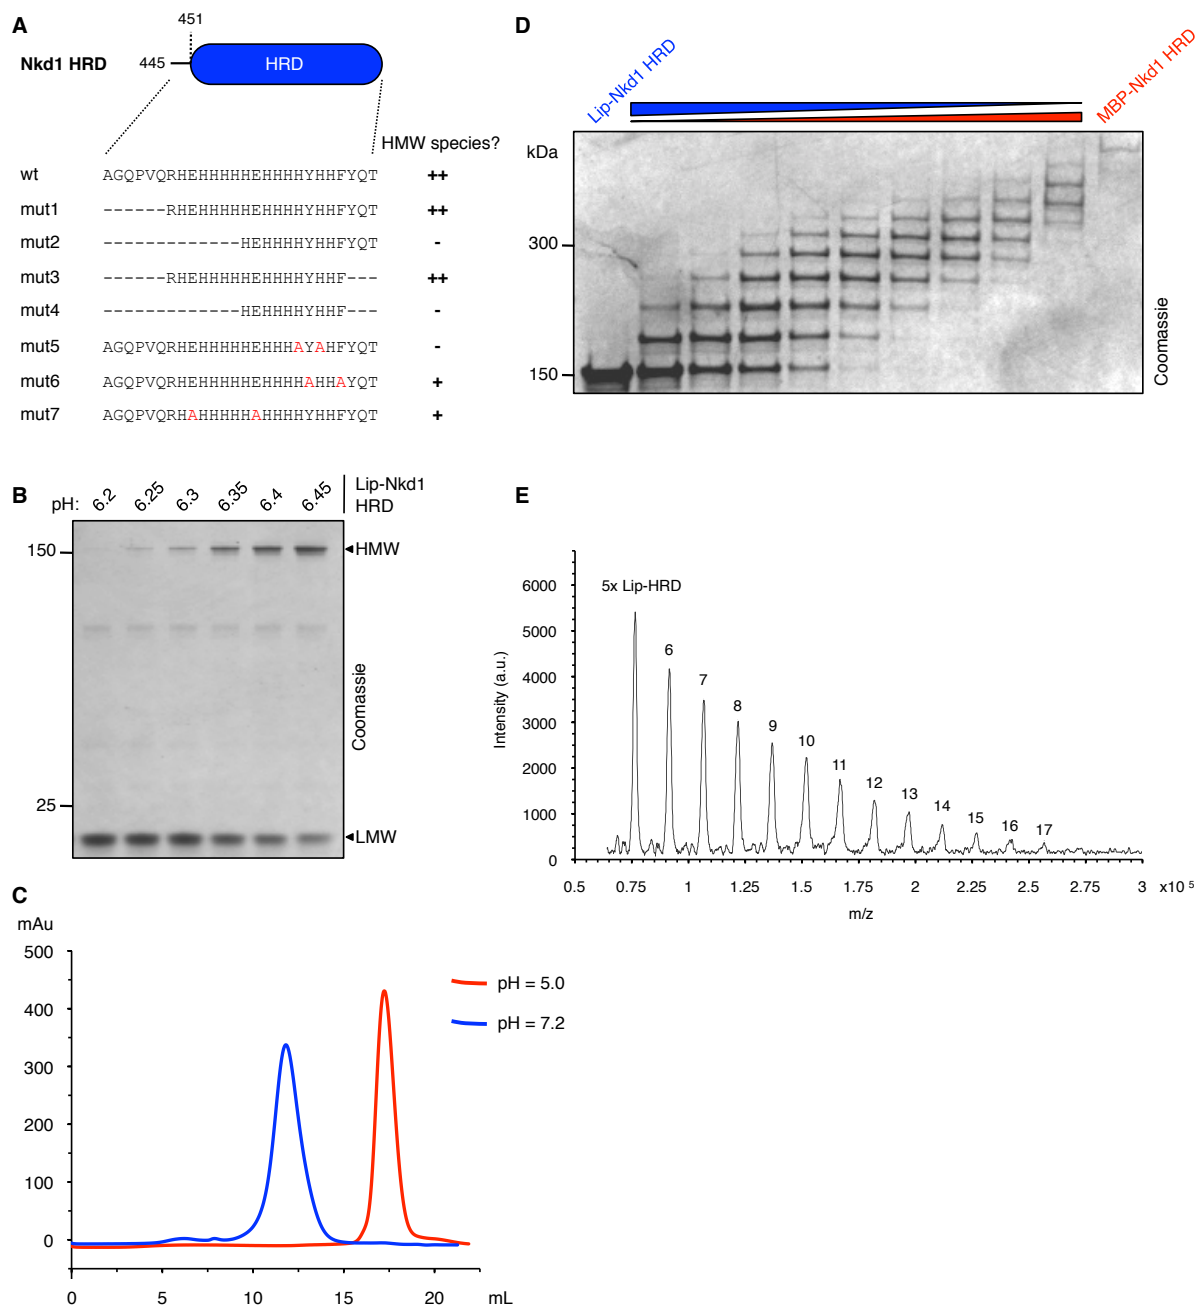 A
451
Nkd1 HRD
445
HRD
HMW species?
wt AGQPVQRHEHHHHHEHHHHYHHFYQT ++
mut1 ------RHEHHHHHEHHHHYHHFYQT ++
mut2 -------------HEHHHHYHHFYQT -
mut3 ------RHEHHHHHEHHHHYHHF--- ++
mut4 -------------HEHHHHYHHF--- -
mut5 AGQPVQRHEHHHHHEHHHAYAHFYQT -
mut6 AGQPVQRHEHHHHHEHHHHAHHAYQT +
mut7 AGQPVQRHAHHHHHAHHHHYHHFYQT +
B
pH: 6.2 6.25 6.3 6.35 6.4 6.45
Lip-Nkd1
HRD
150
HMW
25
LMW
Coomassie
C
mAu
500
400
300
200
100
0
pH = 5.0
pH = 7.2
0 5 10 15 20 mL
D
Lip-Nkd1 HRD
MBP-Nkd1 HRD
kDa
300
150
Coomassie
E
Intensity (a.u.)
6000
5000
4000
3000
2000
1000
0
5x Lip-HRD
6
7
8
9
10
11
12
13
14
15
16
17
0.5 0.75 1 1.25 1.5 1.75 2 2.25 2.5 2.75 3 x10 5
m/z